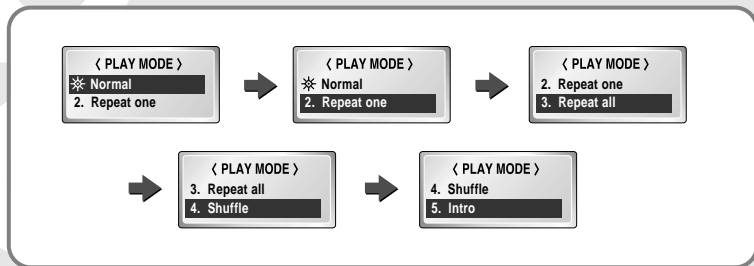 〈 PLAY MODE 〉
※ Normal
2. Repeat one
〈 PLAY MODE 〉
※ Normal
2. Repeat one
〈 PLAY MODE 〉
2. Repeat one
3. Repeat all
〈 PLAY MODE 〉
3. Repeat all
4. Shuffle
〈 PLAY MODE 〉
4. Shuffle
5. Intro